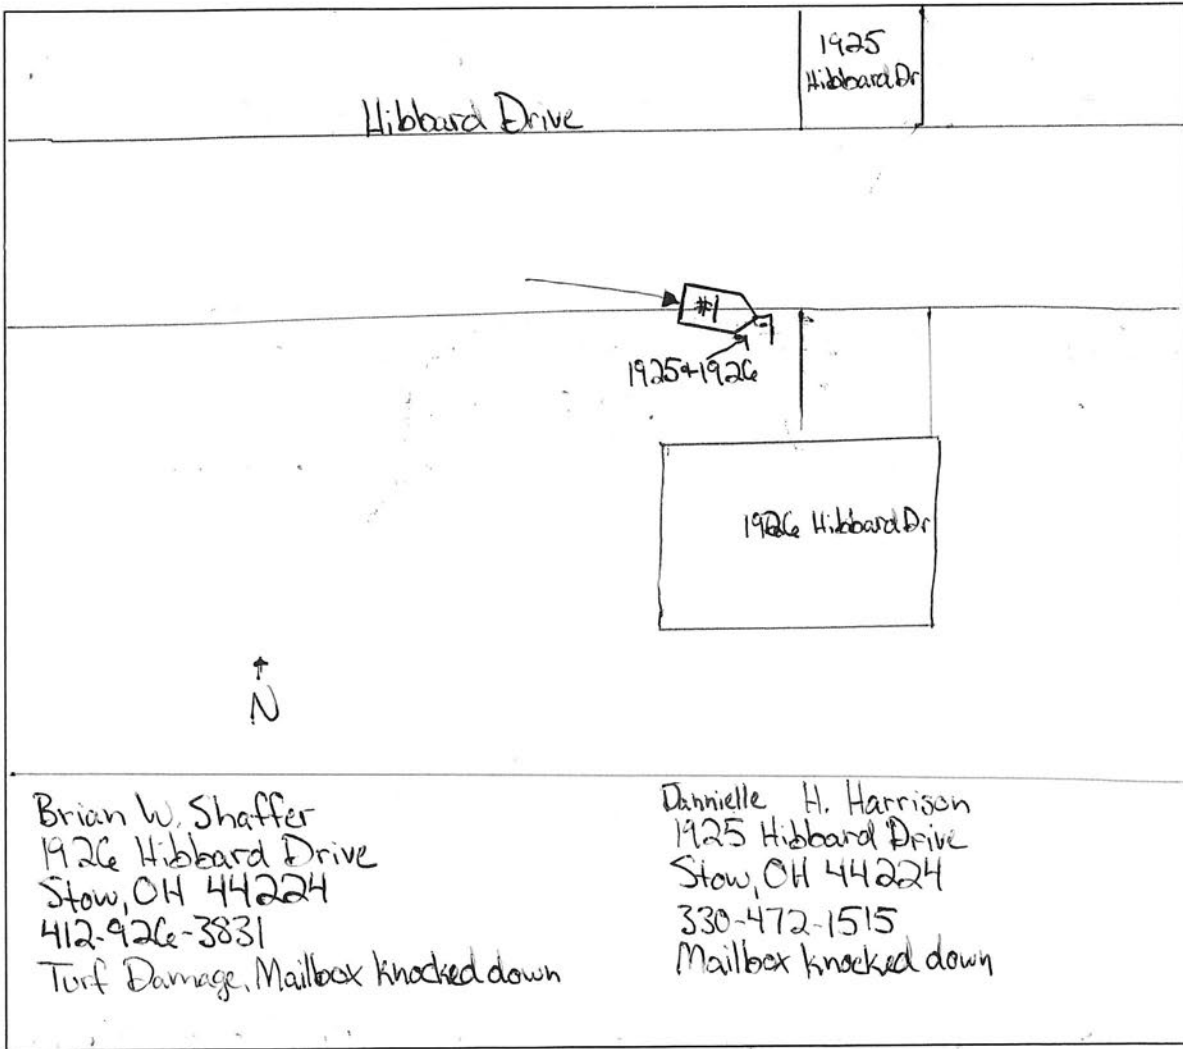 1925
Hibbard Dr
Hibbard Drive
#1
1925+1926
1926 Hibbard Dr
N
Brian W. Shaffer
1926 Hibbard Drive
Stow, OH 44224
412-926-3831
Turf Damage, Mailbox knocked down
Dannielle H. Harrison
1925 Hibbard Drive
Stow, OH 44224
330-472-1515
Mailbox knocked down